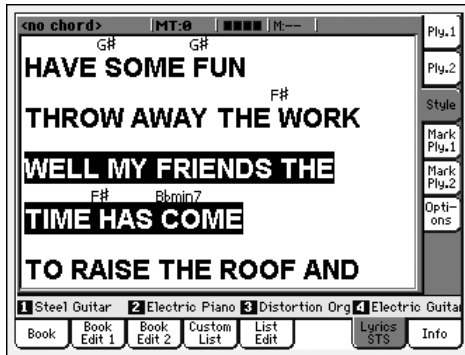 <no chord> MT:0 M:--
G# G#
HAVE SOME FUN
F#
THROW AWAY THE WORK
WELL MY FRIENDS THE
F# Bbmin7
TIME HAS COME
TO RAISE THE ROOF AND
1 Steel Guitar 2 Electric Piano 3 Distortion Org 4 Electric Guitar
Ply.1
Ply.2
Style
Mark Ply.1
Mark Ply.2
Opti-
ons
Book Book Edit 1 Book Edit 2 Custom List List Edit Lyrics STS Info